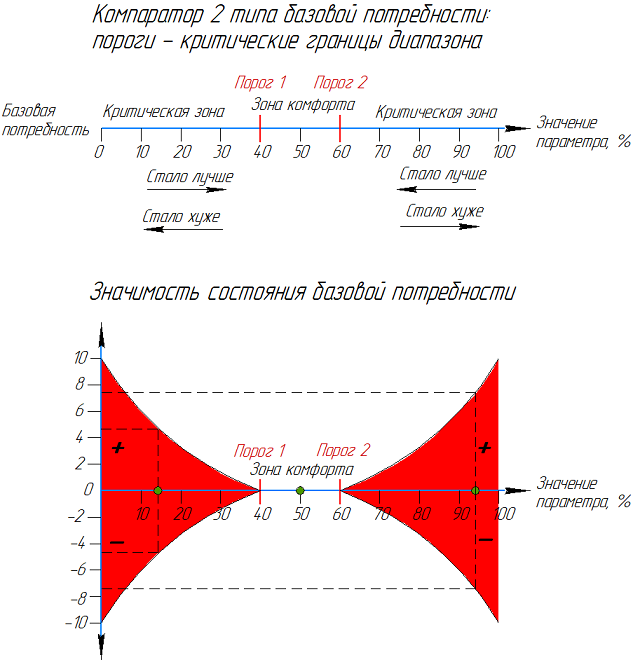 Компаратор 2 типа базовой потребности:
пороги - критические границы диапазона
Порог 1 Порог 2
Базовая
потребность
Критическая зона Зона комфорта Критическая зона
Значение
параметра, %
0 10 20 30 40 50 60 70 80 90 100
Стало лучше Стало лучше
Стало хуже Стало хуже
Значимость состояния базовой потребности
10
8
6
4
+ +
Порог 1 Порог 2
2 Зона комфорта
0
Значение
параметра, %
10 20 30 40 50 60 70 80 90 100
-2
-4
- -
-6
-8
-10